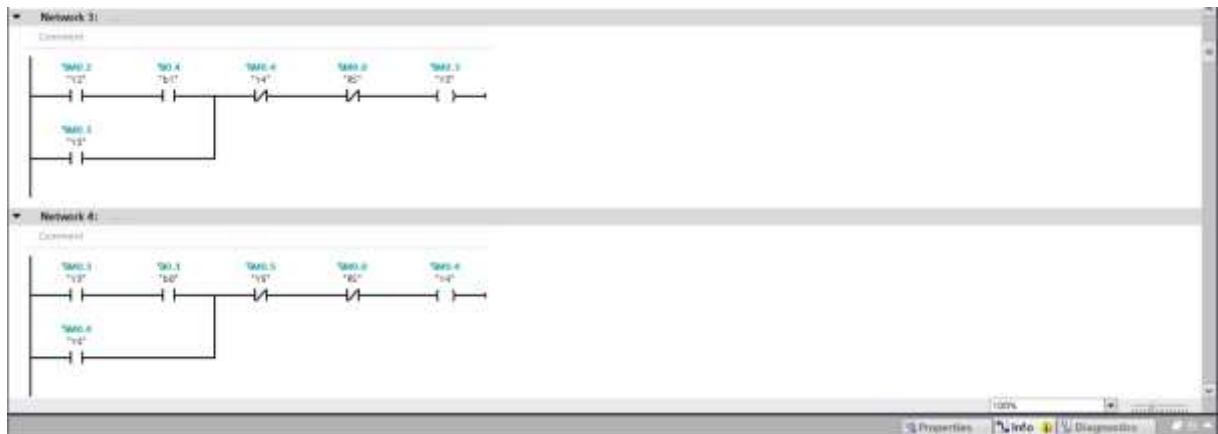 Network 3:
Comment
%M0.2 %I0.4 %M0.4 %M0.0 %M0.3
"Y2" "b1" "Y4" "Y3"
%M0.3
"Y3"
Network 4:
Comment
%M0.3 %I0.3 %M0.5 %M0.0 %M0.4
"Y3" "b0" "Y5" "Y4"
%M0.4
"Y4"
100%
Properties Info Diagnostics